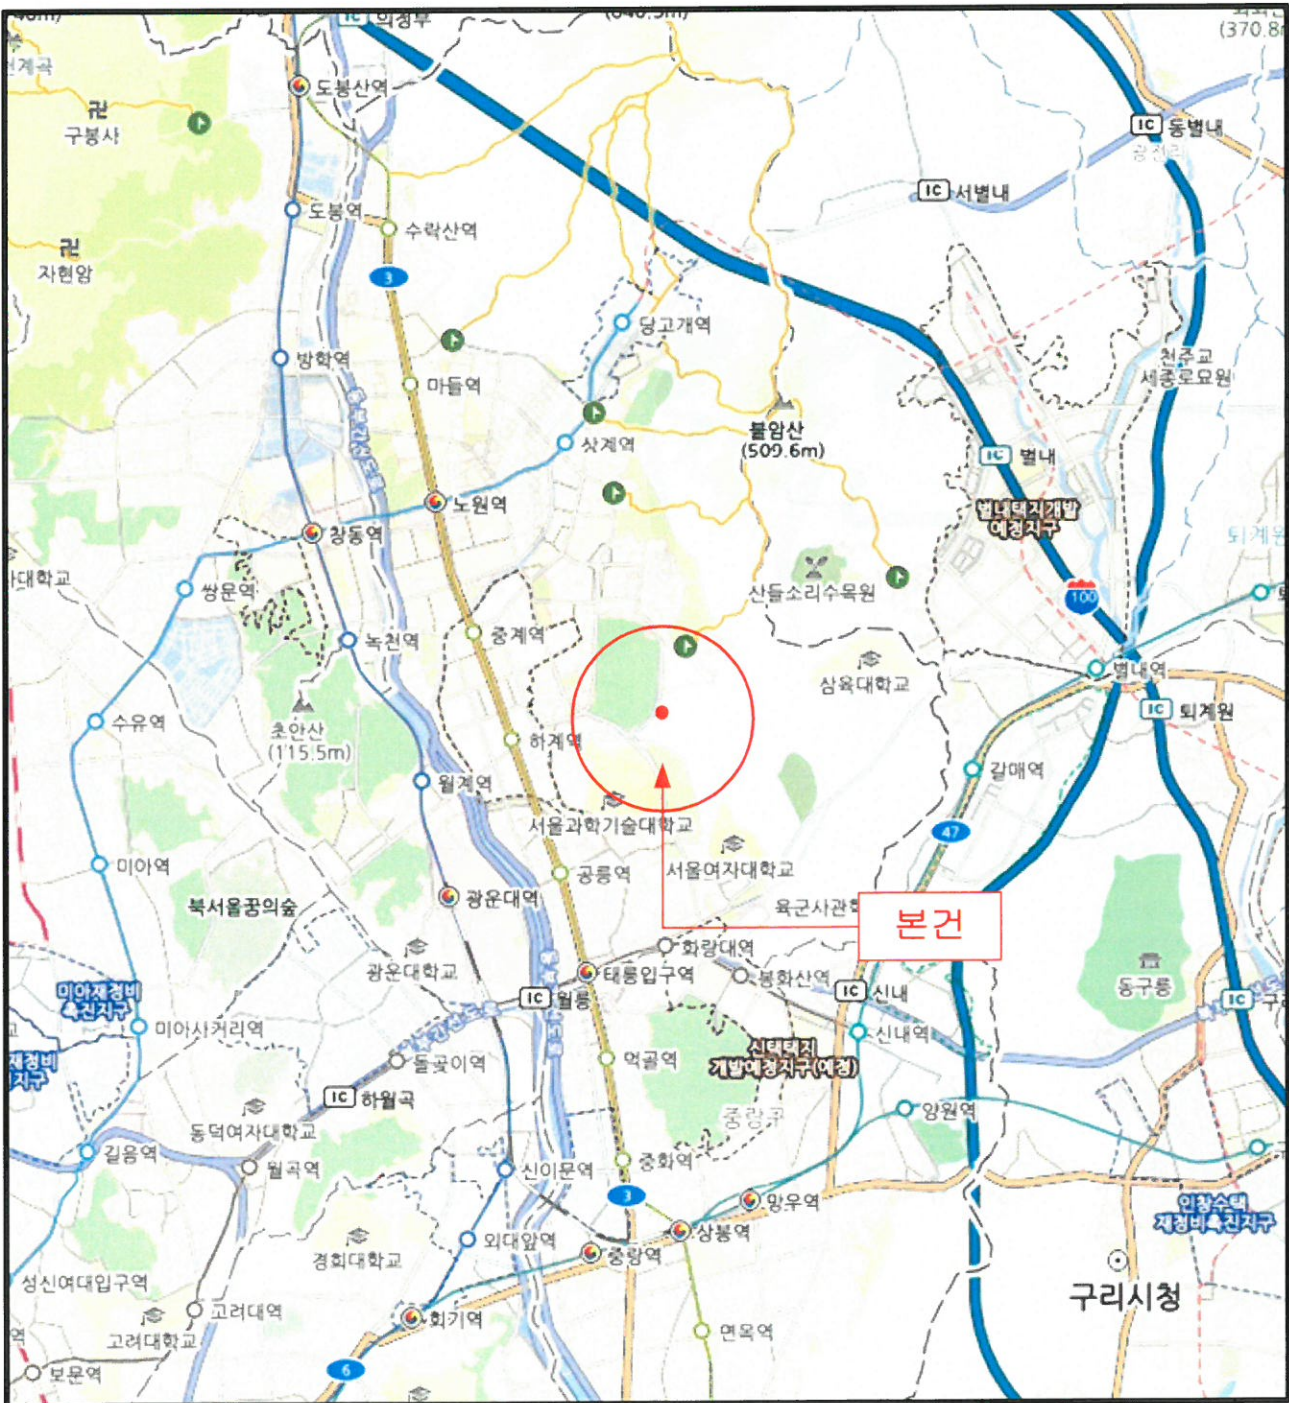 IC 의정부
(370.8m)
도봉산역
卍
구봉사
IC 동별내
IC 서별내
도봉역
수락산역
卍
자현암
3
당고개역
방학역
마들역
천주교
세종로묘원
불암산
(509.6m)
상계역
IC 별내
노원역
별내택지개발
예정지구
창동역
쌍문역
산들소리수목원
100
중계역
녹천역
별내역
삼육대학교
수유역
초안산
(115.5m)
하계역
IC 퇴계원
갈매역
월계역
서울과학기술대학교
47
미아역
공릉역
서울여자대학교
북서울꿈의숲
광운대역
육군사관학
본건
화랑대역
광운대학교
태릉입구역
봉화산역
동구릉
미아재정비
촉진지구
IC 월릉
IC 신내
IC 구리
미아사거리역
신내역
재정비
지구
돌곶이역
먹골역
신택택지
개발예정지구(예정)
IC 하월곡
중랑구
양원역
동덕여자대학교
길음역
월곡역
신이문역
중화역
3
망우역
인창수택
재정비촉진지구
경희대학교
외대앞역
중랑역
상봉역
성신여대입구역
구리시청
고려대역
고려대학교
회기역
면목역
보문역
6